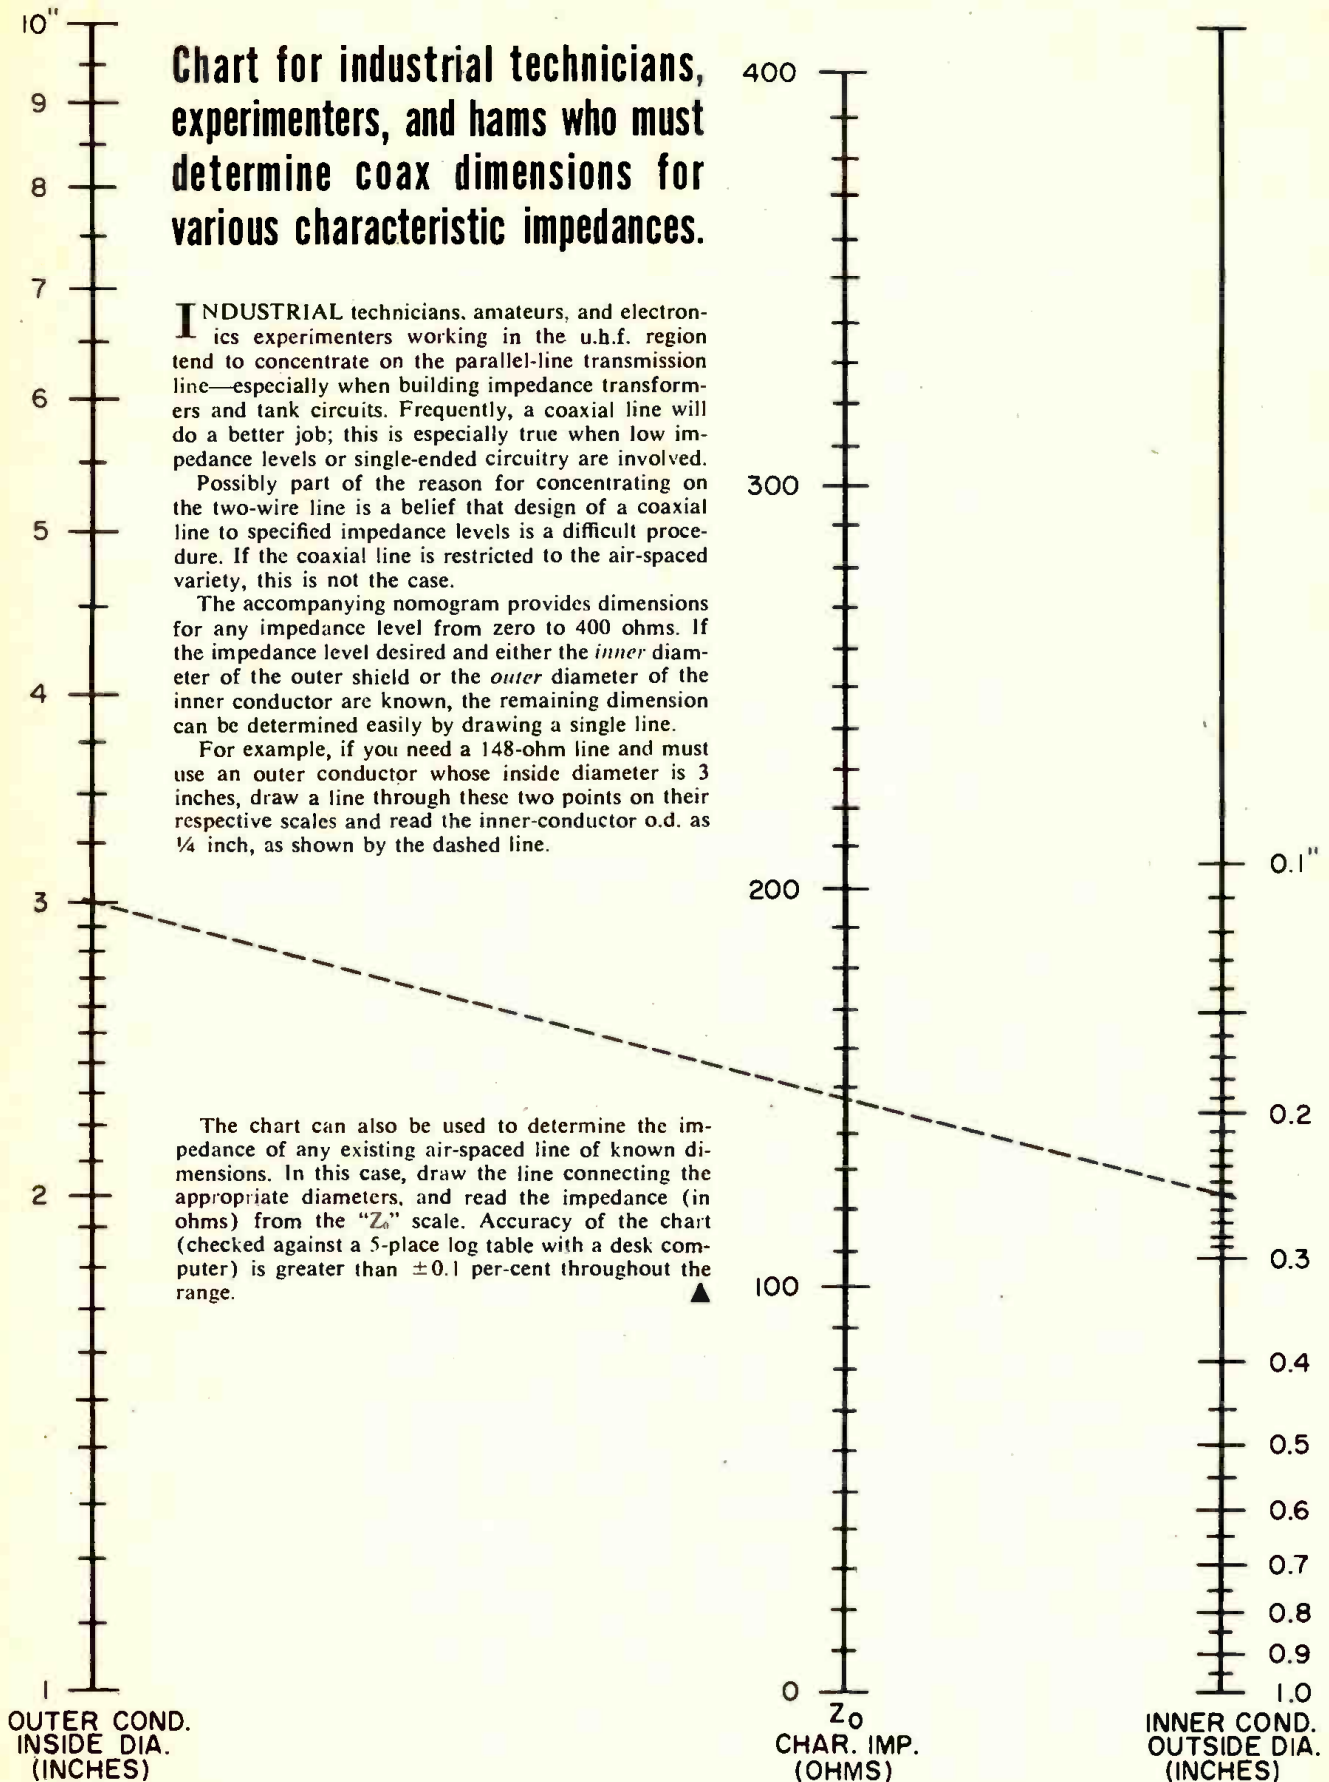 Chart for industrial technicians,
experimenters, and hams who must
determine coax dimensions for
various characteristic impedances.
INDUSTRIAL technicians, amateurs, and electron-
ics experimenters working in the u.h.f. region
tend to concentrate on the parallel-line transmission
line—especially when building impedance transform-
ers and tank circuits. Frequently, a coaxial line will
do a better job; this is especially true when low im-
pedance levels or single-ended circuitry are involved.
Possibly part of the reason for concentrating on
the two-wire line is a belief that design of a coaxial
line to specified impedance levels is a difficult proce-
dure. If the coaxial line is restricted to the air-spaced
variety, this is not the case.
The accompanying nomogram provides dimensions
for any impedance level from zero to 400 ohms. If
the impedance level desired and either the inner diam-
eter of the outer shield or the outer diameter of the
inner conductor are known, the remaining dimension
can be determined easily by drawing a single line.
For example, if you need a 148-ohm line and must
use an outer conductor whose inside diameter is 3
inches, draw a line through these two points on their
respective scales and read the inner-conductor o.d. as
¼ inch, as shown by the dashed line.
The chart can also be used to determine the im-
pedance of any existing air-spaced line of known di-
mensions. In this case, draw the line connecting the
appropriate diameters, and read the impedance (in
ohms) from the "Z₀" scale. Accuracy of the chart
(checked against a 5-place log table with a desk com-
puter) is greater than ±0.1 per-cent throughout the
range. ▲
10"
9
8
7
6
5
4
3
2
1
OUTER COND.
INSIDE DIA.
(INCHES)
400
300
200
100
0
Z₀
CHAR. IMP.
(OHMS)
0.1"
0.2
0.3
0.4
0.5
0.6
0.7
0.8
0.9
1.0
INNER COND.
OUTSIDE DIA.
(INCHES)